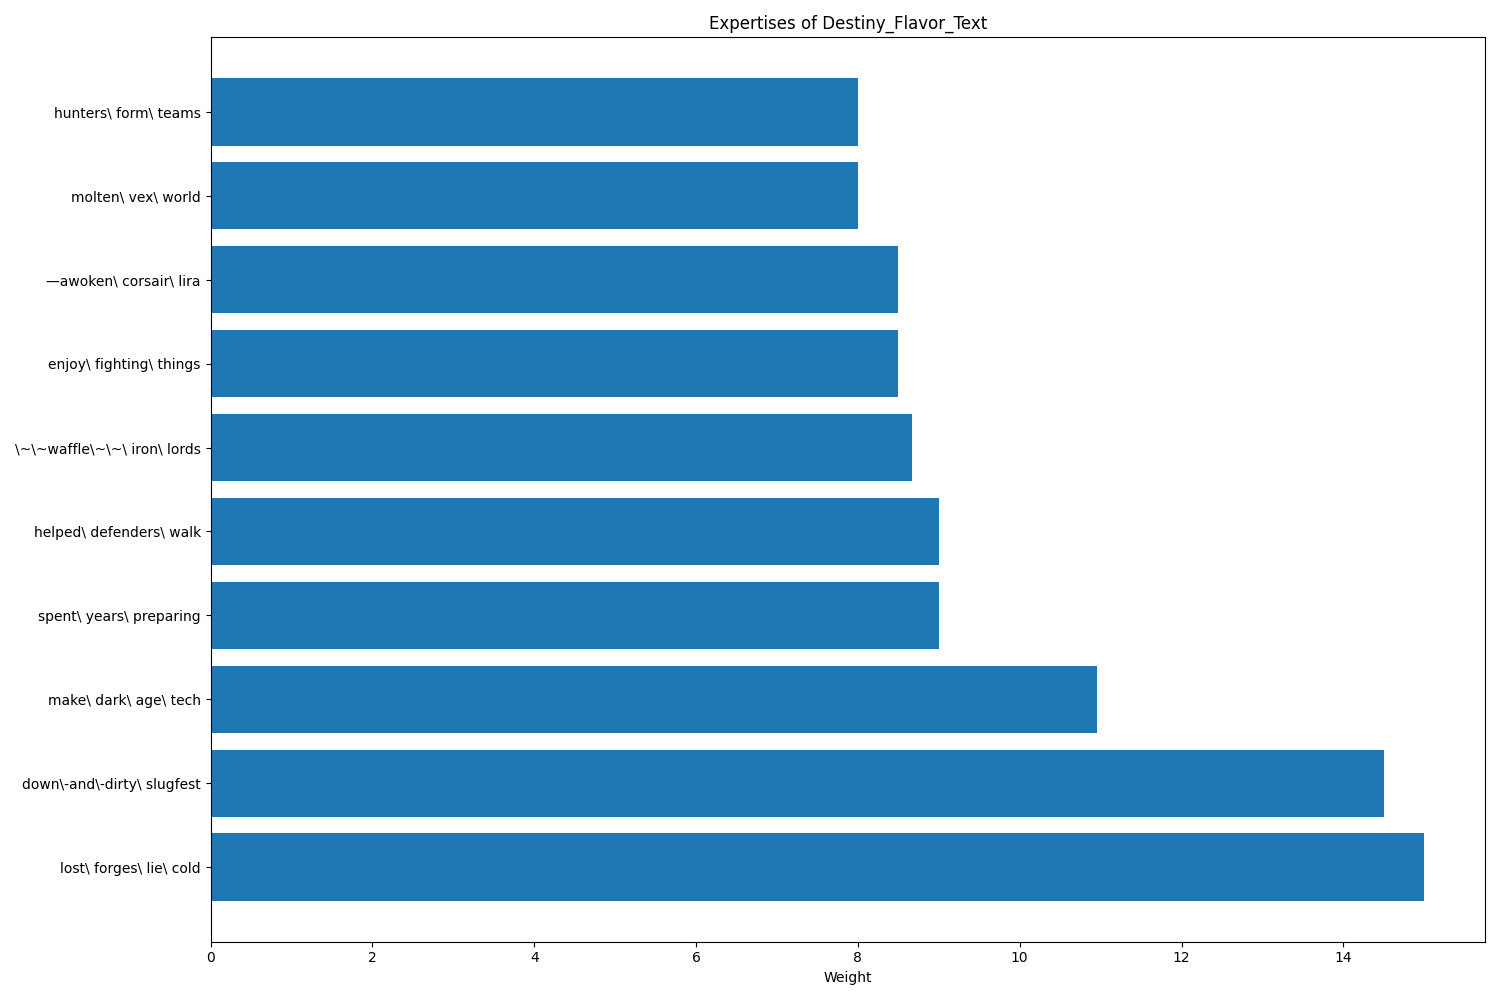 Expertises of Destiny_Flavor_Text
hunters\ form\ teams
molten\ vex\ world
—awoken\ corsair\ lira
enjoy\ fighting\ things
\~\~waffle\~\~\ iron\ lords
helped\ defenders\ walk
spent\ years\ preparing
make\ dark\ age\ tech
down\-and\-dirty\ slugfest
lost\ forges\ lie\ cold
0 2 4 6 8 10 12 14
Weight